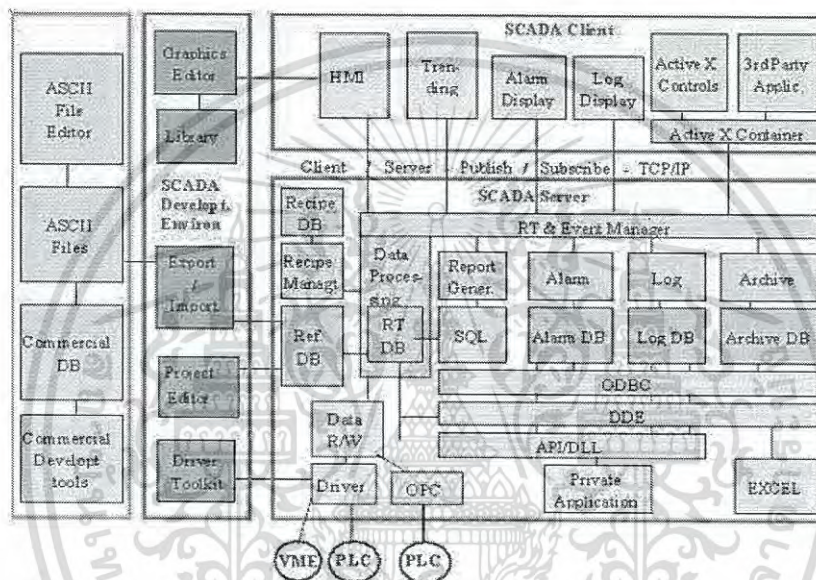 ASCII
File
Editor
ASCII
Files
Commercial
DB
Commercial
Developt
tools
Graphics
Editor
Library
SCADA
Developt.
Environ
Export
/
Import
Project
Editor
Driver
Toolkit
SCADA Client
HMI
Tren-
ding
Alarm
Display
Log
Display
Active X
Controls
3rdParty
Applic.
Active X Container
Client / Server - Publish / Subscribe - TCP/IP
SCADA Server
RT & Event Manager
Recipe
DB
Recipe
Managt
Ref.
DB
Data
Proces-
sing
RT
DB
Report
Gener.
SQL
Alarm
Alarm DB
Log
Log DB
Archive
Archive DB
ODBC
DDE
API/DLL
Data
R/W
Driver
OPC
Private
Application
EXCEL
VME
PLC
PLC